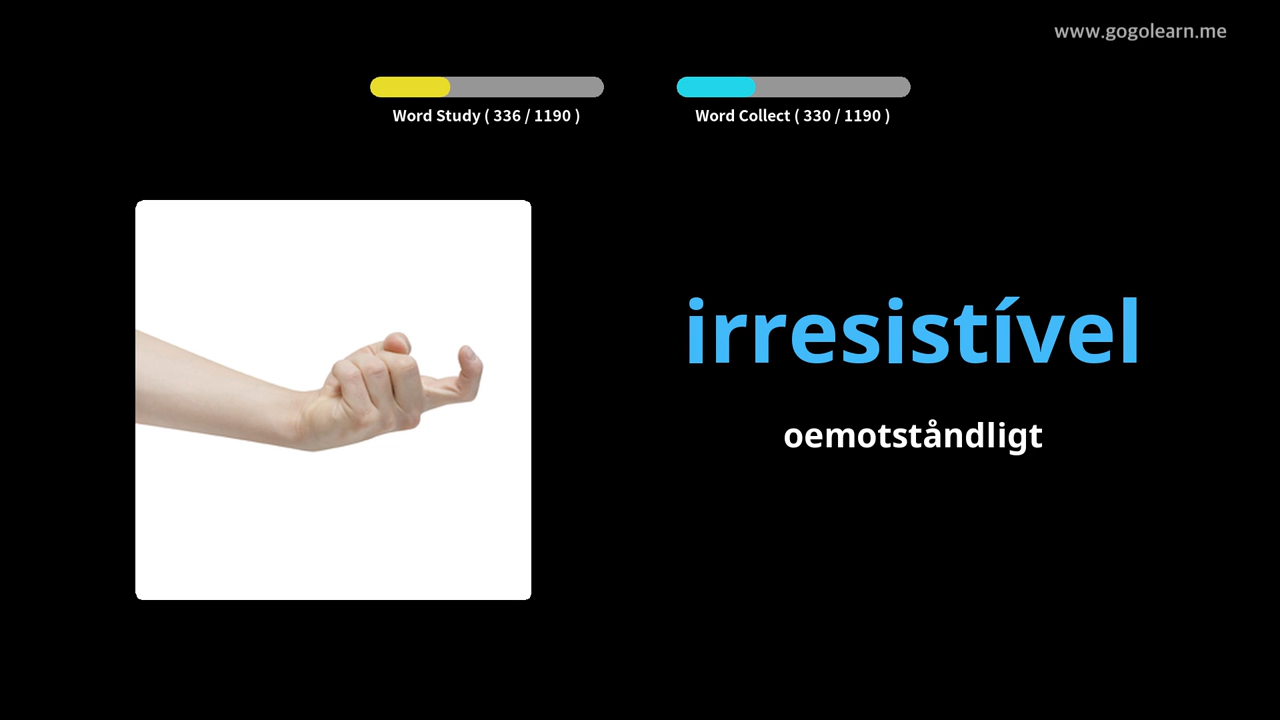 www.gogolearn.me
Word Study ( 336 / 1190 )
Word Collect ( 330 / 1190 )
irresistível
oemotståndligt